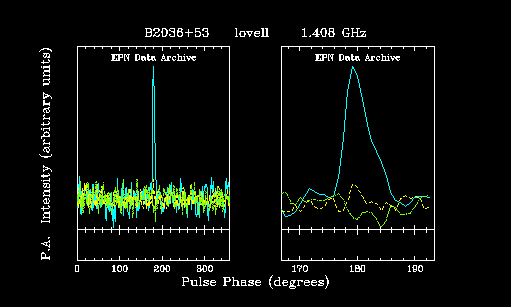 B2036+53 lovell 1.408 GHz
EPN Data Archive EPN Data Archive
Intensity (arbitrary units)
P.A.
0 100 200 300 170 180 190
Pulse Phase (degrees)